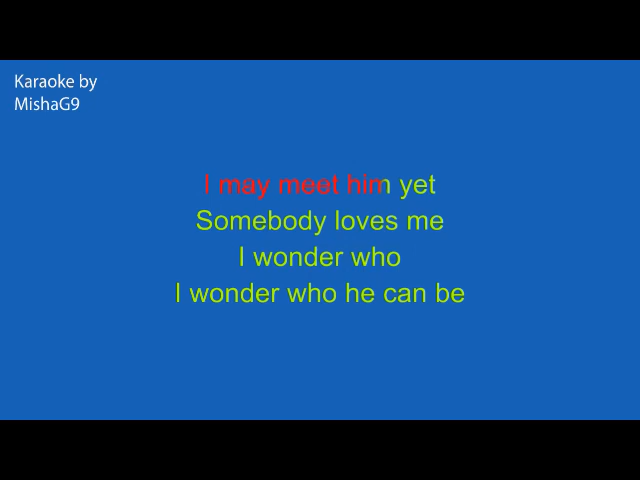 Karaoke by
MishaG9
I may meet him yet
Somebody loves me
I wonder who
I wonder who he can be